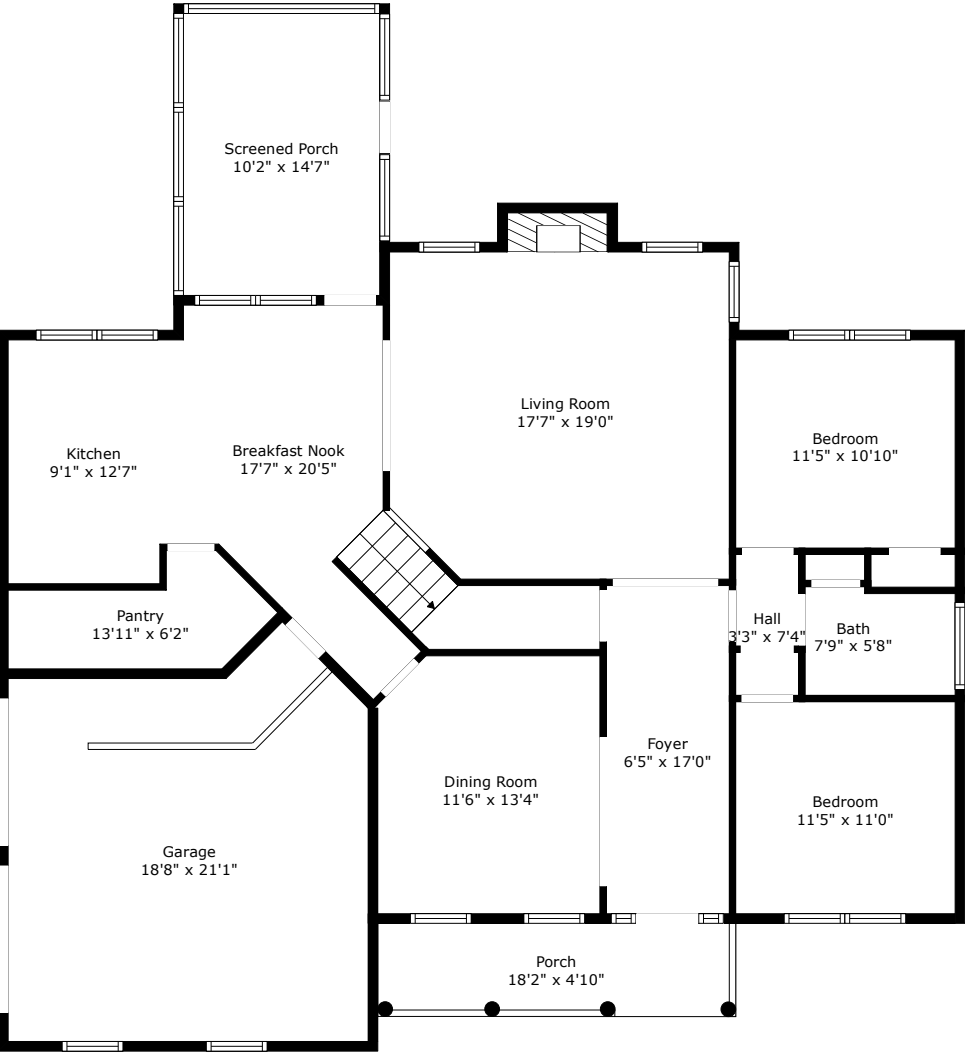 Screened Porch
10'2" x 14'7"
Living Room
17'7" x 19'0"
Kitchen
9'1" x 12'7"
Breakfast Nook
17'7" x 20'5"
Bedroom
11'5" x 10'10"
Pantry
13'11" x 6'2"
Hall
3'3" x 7'4"
Bath
7'9" x 5'8"
Foyer
6'5" x 17'0"
Dining Room
11'6" x 13'4"
Bedroom
11'5" x 11'0"
Garage
18'8" x 21'1"
Porch
18'2" x 4'10"